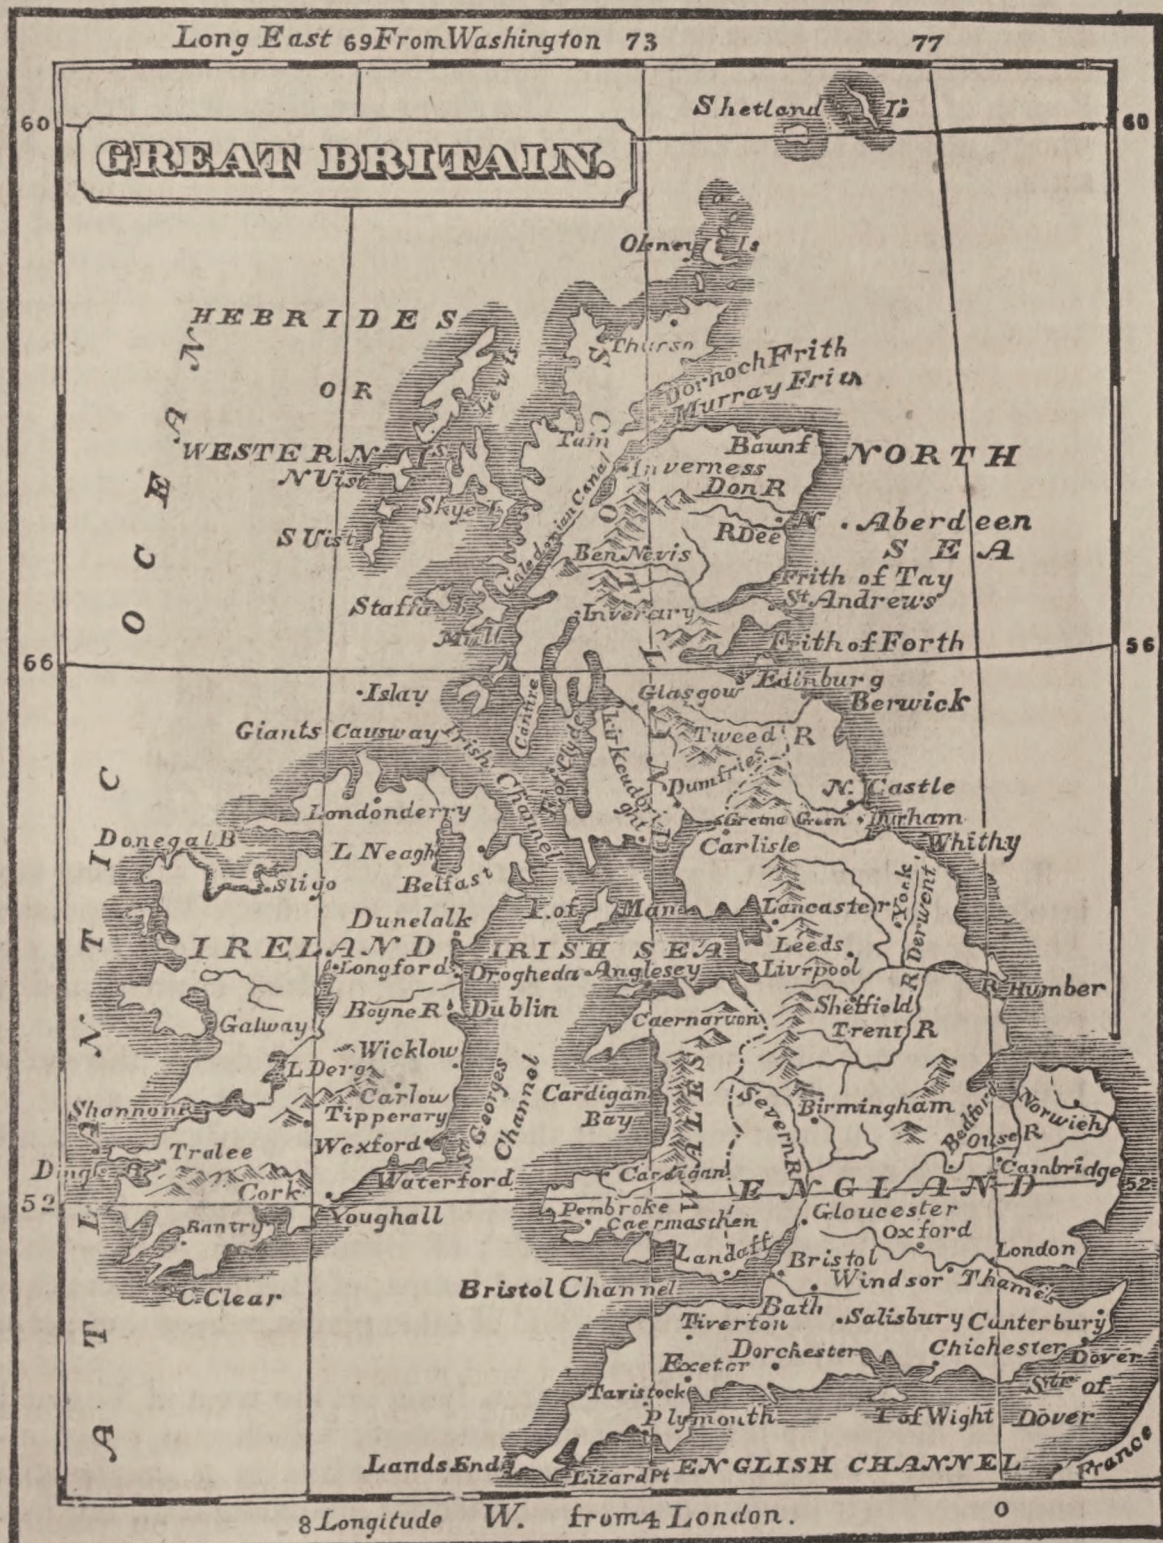 Long East 69 From Washington 73 77
60
60
Shetland Is
GREAT BRITAIN.
Okney Is
HEBRIDES
OR
WESTERN Is
Lewis
Thurso
Dornoch Frith
Murray Frith
Tain
N Uist
Skye I.
S Uist
Inverness
Baunf
Don R
R Dee
Caledonian Canal
Ben Nevis
NORTH
SEA
N. Aberdeen
Frith of Tay
St Andrews
Staffa
Mull
Inverary
SCOTLAND
Frith of Forth
66
56
Islay
Cantire
F. of Clyde
Glasgow
Edinburg
Berwick
Giants Causway
Irish Channel
Kirkcudbright
Tweed R
Dumfries
N. Castle
Gretna Green
Durham
Londonderry
Donegal B
L Neagh
Belfast
Carlisle
Whithy
Sligo
Dunelalk
I. of Man
Lancaster
York
R Derwent
IRELAND
IRISH SEA
Leeds
Longford
Drogheda
Anglesey
Livrpool
R Humber
Boyne R
Dublin
Caernarvon
Sheffield
Galway
Trent R
Wicklow
L Derg
St Georges Channel
Cardigan Bay
WALES
Severn R
Birmingham
Bedford
Ouse R
Norwich
Shannon R
Carlow
Tipperary
Wexford
Tralee
Dingle B
Waterford
Cardigan
Cambridge
ENGLAND
52
52
Cork
Youghall
Bantry
Pembroke
Caermasthen
Gloucester
Oxford
London
Landaff
C. Clear
Bristol Channel
Bristol
Windsor
Thames
Bath
Tiverton
Salisbury
Canterbury
Dorchester
Chichester
Dover
Exeter
Str of
Dover
Tavistock
Plymouth
I of Wight
Lands End
Lizard Pt
ENGLISH CHANNEL
France
ATLANTIC OCEAN
8 Longitude W. from 4 London. 0